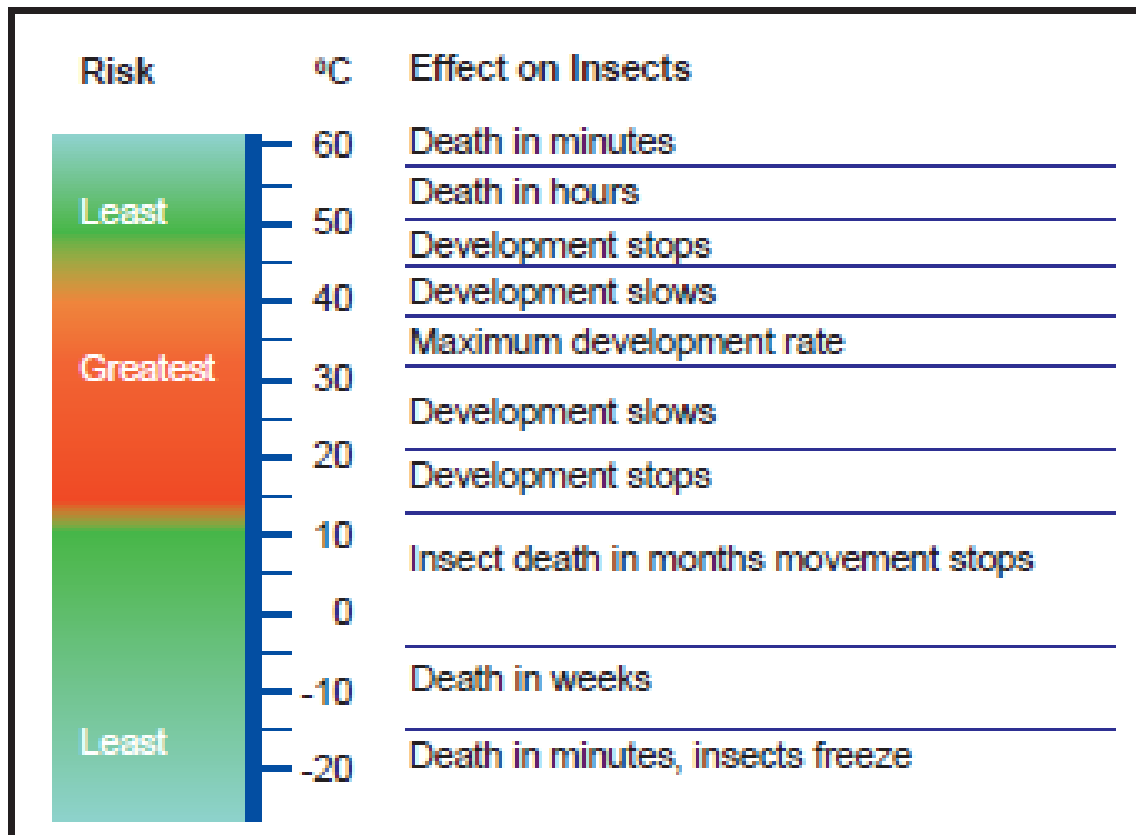 Risk ºC Effect on Insects
60 Death in minutes
Death in hours
Least 50
Development stops
40 Development slows
Maximum development rate
Greatest 30
Development slows
20
Development stops
10
Insect death in months movement stops
0
-10 Death in weeks
Least
-20 Death in minutes, insects freeze